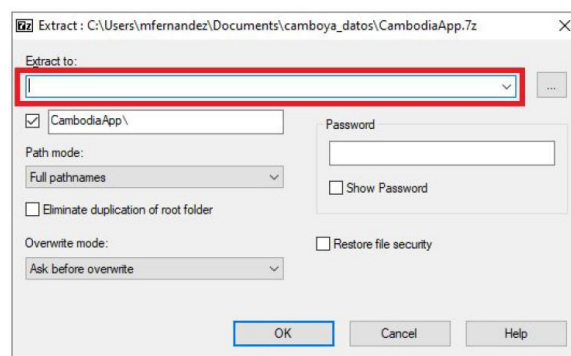 7z Extract : C:\Users\mfernandez\Documents\camboya_datos\CambodiaApp.7z
Extract to:
...
CambodiaApp\
Password
Path mode:
Full pathnames
Show Password
Eliminate duplication of root folder
Overwrite mode:
Restore file security
Ask before overwrite
OK Cancel Help